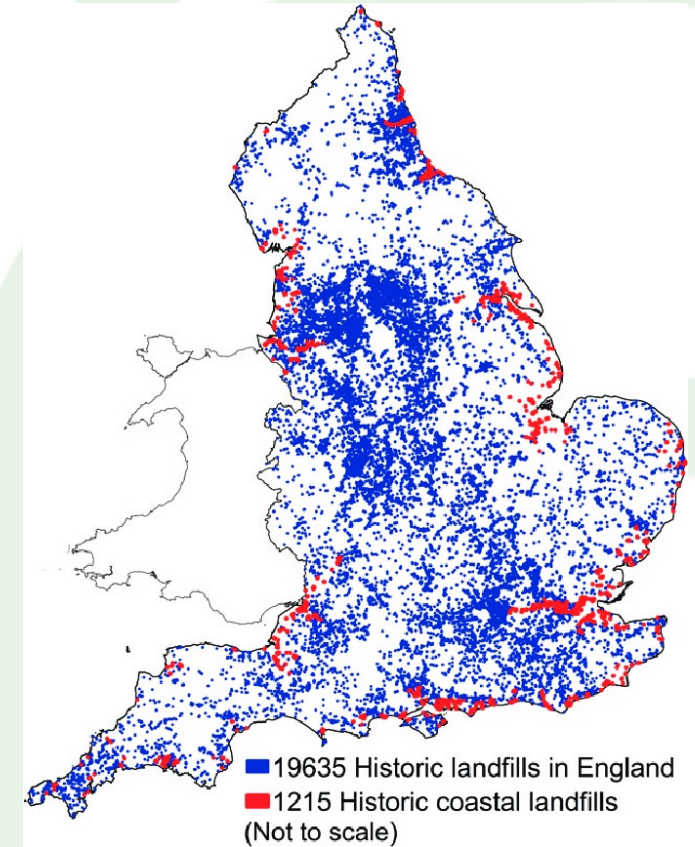 19635 Historic landfills in England
1215 Historic coastal landfills
(Not to scale)